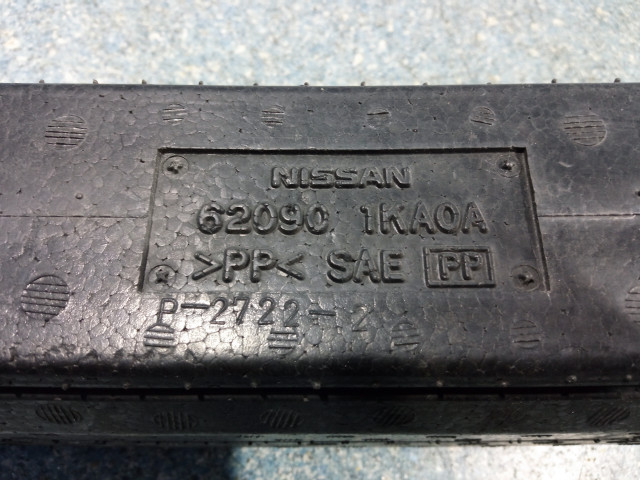 NISSAN
62090 1KA0A
>PP< SAE PP
P-2722-2